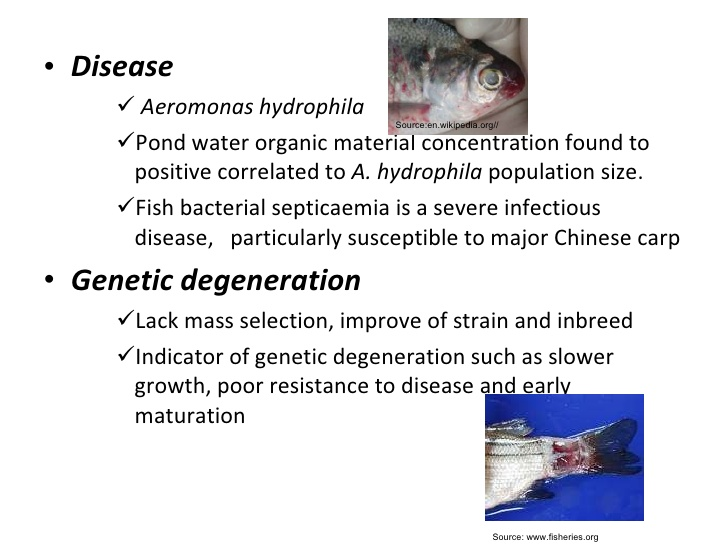 • Disease
✓ Aeromonas hydrophila
Source:en.wikipedia.org//
✓Pond water organic material concentration found to
positive correlated to A. hydrophila population size.
✓Fish bacterial septicaemia is a severe infectious
disease,   particularly susceptible to major Chinese carp
• Genetic degeneration
✓Lack mass selection, improve of strain and inbreed
✓Indicator of genetic degeneration such as slower
growth, poor resistance to disease and early
maturation
Source: www.fisheries.org